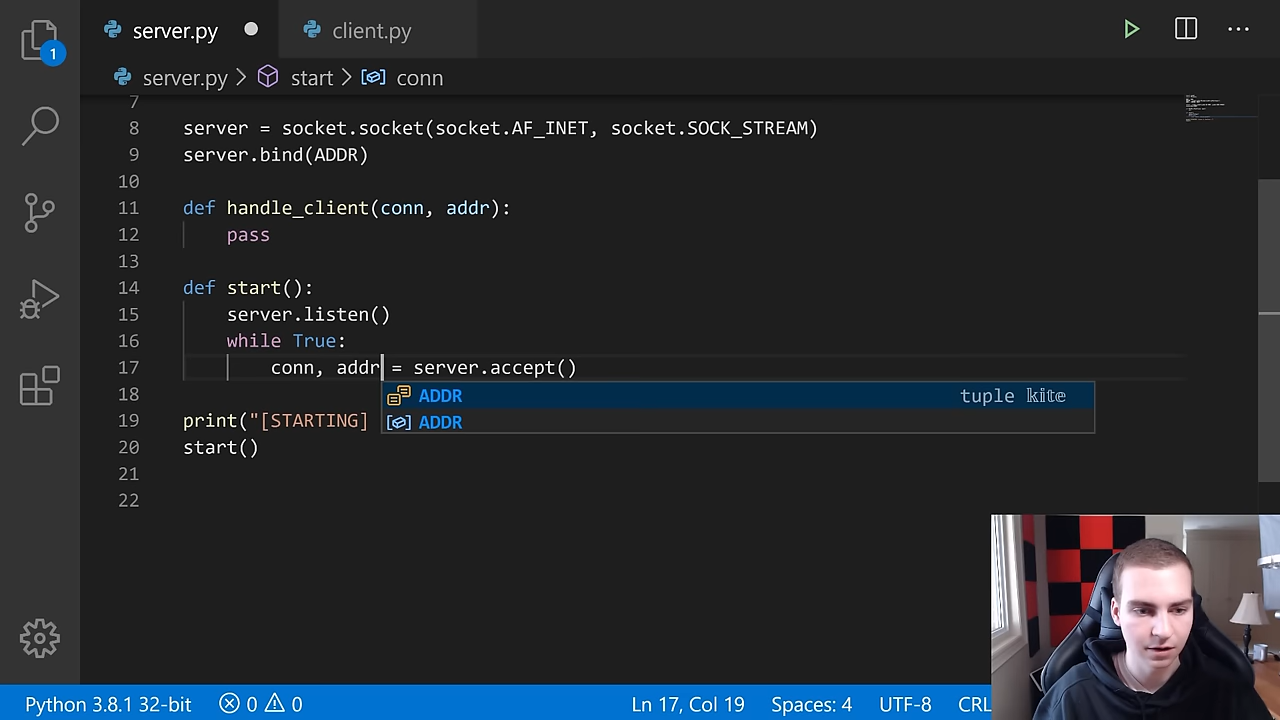 server.py
client.py
1
server.py > start > conn
7
8 server = socket.socket(socket.AF_INET, socket.SOCK_STREAM)
9 server.bind(ADDR)
10
11 def handle_client(conn, addr):
12 pass
13
14 def start():
15 server.listen()
16 while True:
17 conn, addr = server.accept()
ADDR tuple kite
ADDR
18
19 print("[STARTING]
20 start()
21
22
Python 3.8.1 32-bit 0 0 Ln 17, Col 19 Spaces: 4 UTF-8 CRL